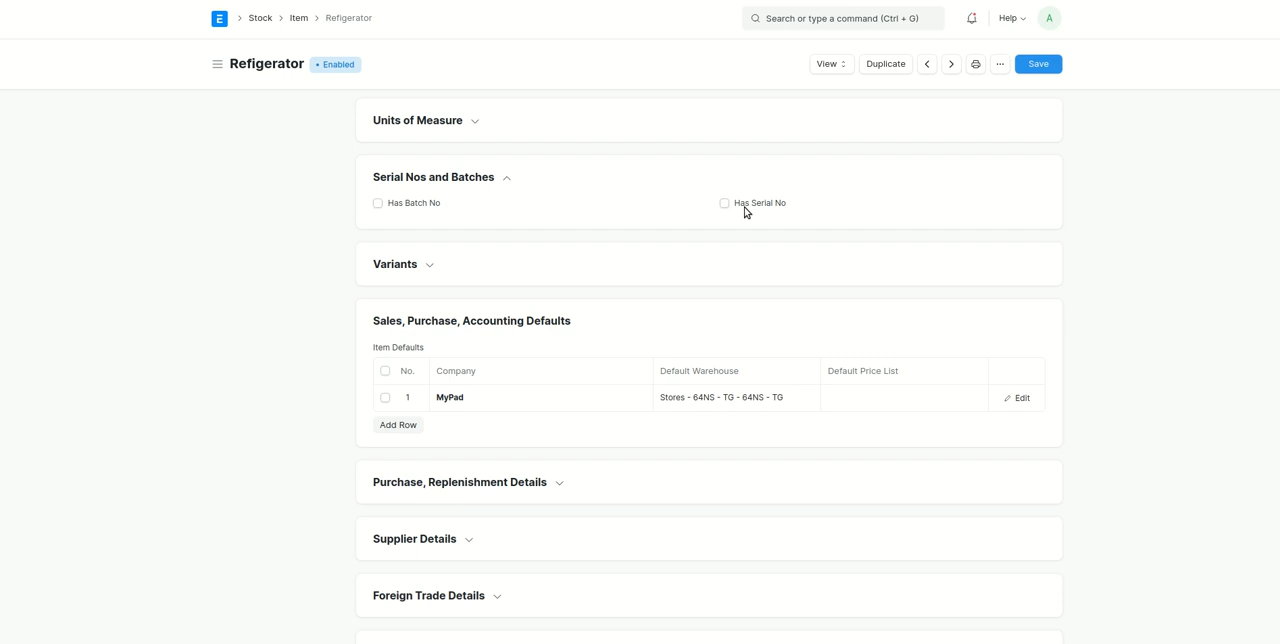 E Stock Item Refigerator Search or type a command (Ctrl + G) Help A
Refigerator • Enabled View Duplicate ··· Save
Units of Measure
Serial Nos and Batches
Has Batch No Has Serial No
Variants
Sales, Purchase, Accounting Defaults
Item Defaults
No. Company Default Warehouse Default Price List
1 MyPad Stores - 64NS - TG - 64NS - TG Edit
Add Row
Purchase, Replenishment Details
Supplier Details
Foreign Trade Details